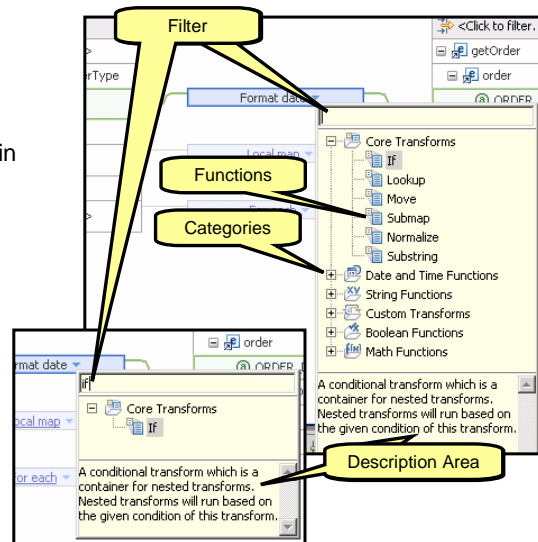 Filter
<Click to filter.
>
getOrder
rType
order
Format date
ORDER
in
Core Transforms
Local map
If
Lookup
Functions
Move
Submap
Categories
Normalize
Substring
>
Date and Time Functions
String Functions
Custom Transforms
Boolean Functions
Math Functions
A conditional transform which is a
container for nested transforms.
Nested transforms will run based on
the given condition of this transform.
Description Area
order
rmat date
ORDER
if
Core Transforms
If
ocal map
or each
A conditional transform which is a
container for nested transforms.
Nested transforms will run based on
the given condition of this transform.